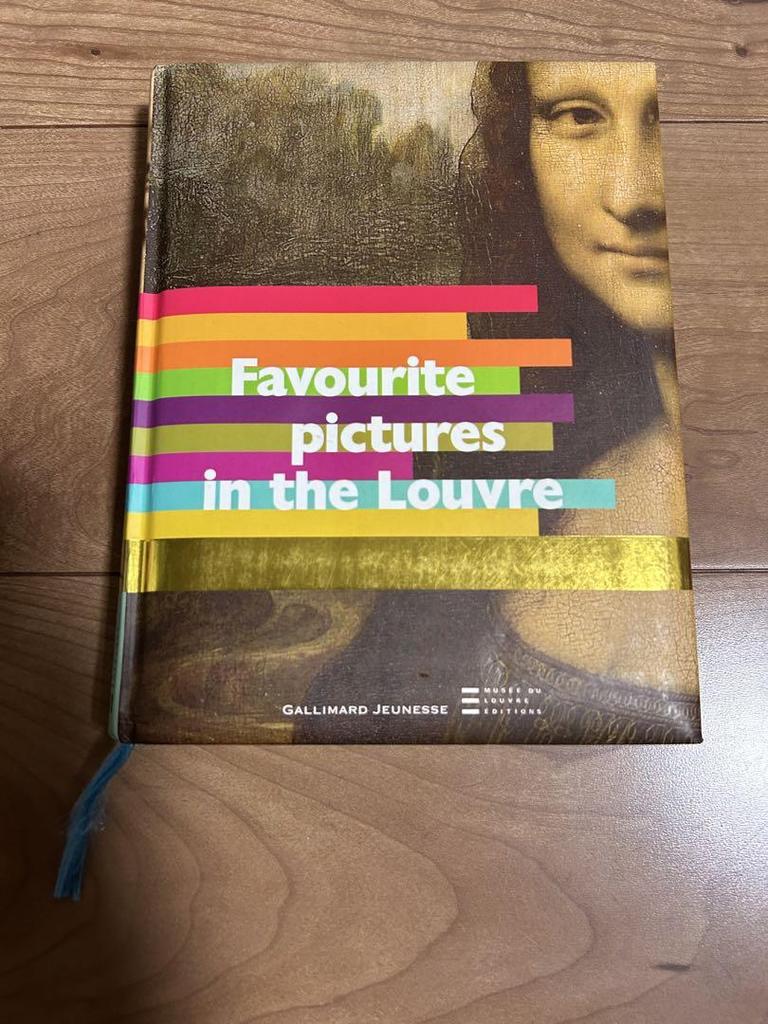 Favourite
pictures
in the Louvre
GALLIMARD JEUNESSE
MUSÉE DU
LOUVRE
ÉDITIONS